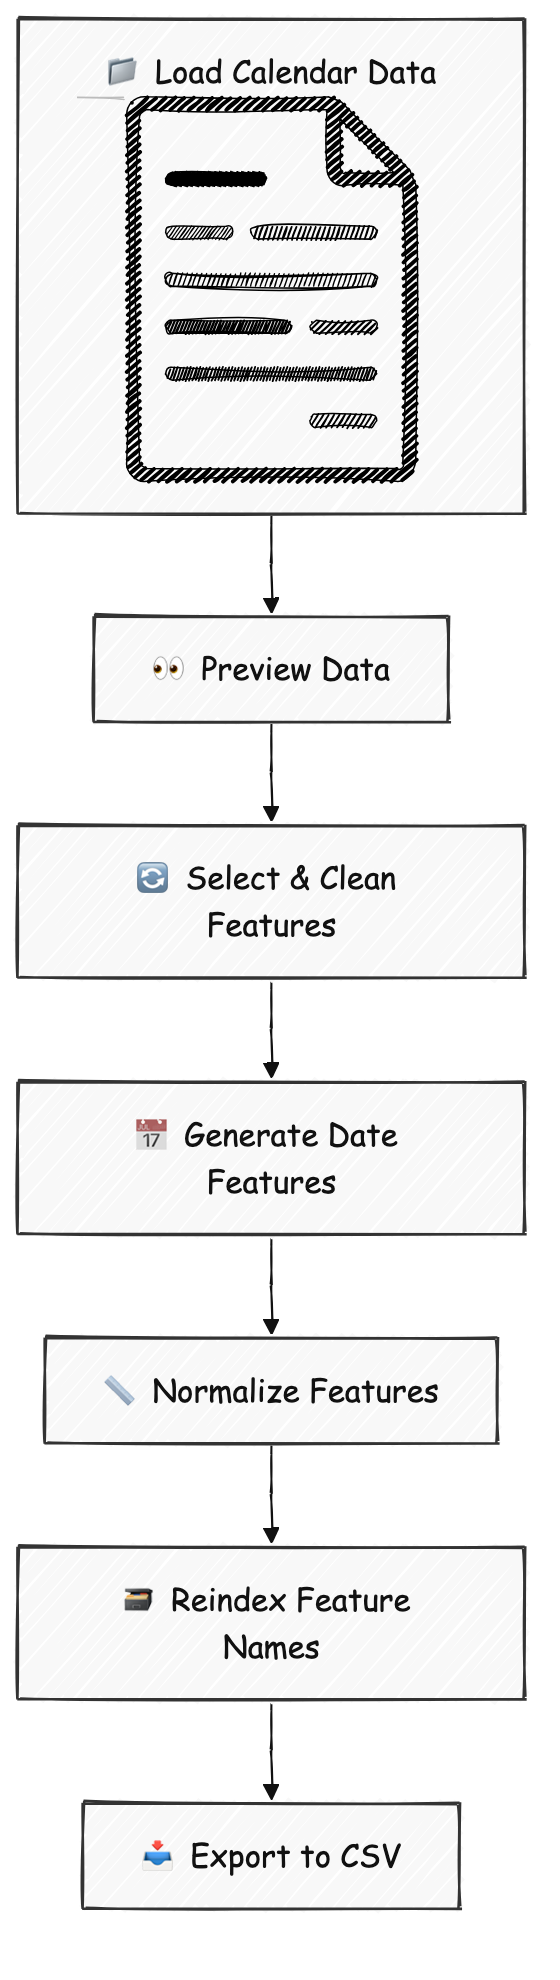 📁 Load Calendar Data
👀 Preview Data
🔄 Select & Clean
Features
📅 Generate Date
Features
📏 Normalize Features
🗃️ Reindex Feature
Names
📥 Export to CSV